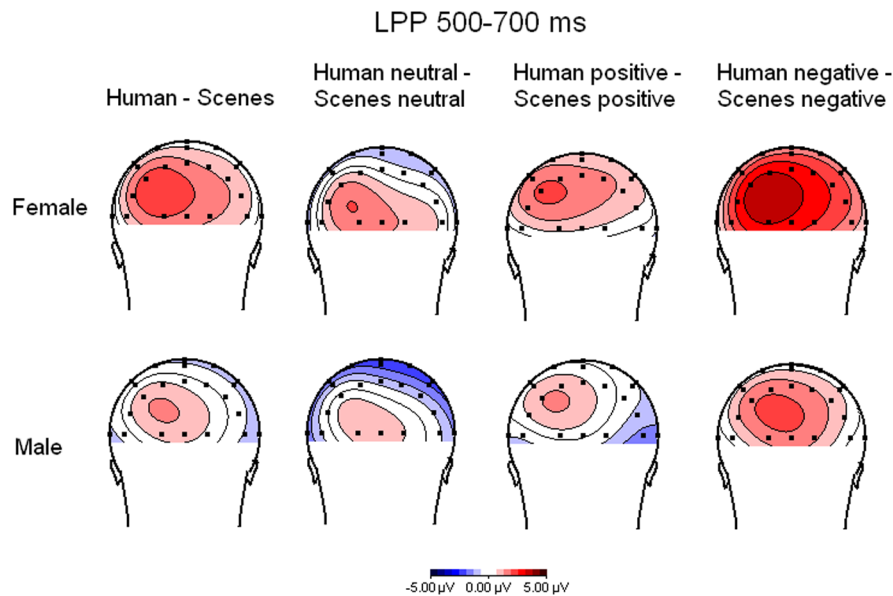 LPP 500-700 ms
Human - Scenes
Human neutral -
Scenes neutral
Human positive -
Scenes positive
Human negative -
Scenes negative
Female
Male
-5.00 µV 0.00 µV 5.00 µV